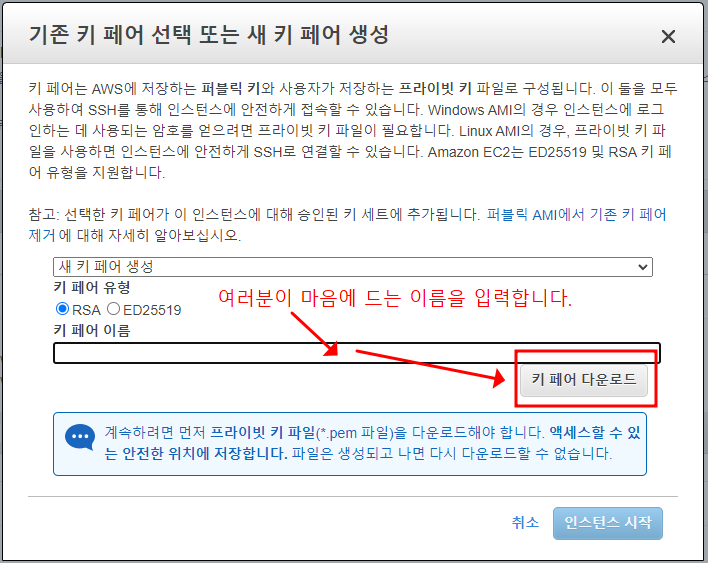 기존 키 페어 선택 또는 새 키 페어 생성
키 페어는 AWS에 저장하는 퍼블릭 키와 사용자가 저장하는 프라이빗 키 파일로 구성됩니다. 이 둘을 모두
사용하여 SSH를 통해 인스턴스에 안전하게 접속할 수 있습니다. Windows AMI의 경우 인스턴스에 로그
인하는 데 사용되는 암호를 얻으려면 프라이빗 키 파일이 필요합니다. Linux AMI의 경우, 프라이빗 키 파
일을 사용하면 인스턴스에 안전하게 SSH로 연결할 수 있습니다. Amazon EC2는 ED25519 및 RSA 키 페
어 유형을 지원합니다.
참고: 선택한 키 페어가 이 인스턴스에 대해 승인된 키 세트에 추가됩니다. 퍼블릭 AMI에서 기존 키 페어
제거 에 대해 자세히 알아보십시오.
새 키 페어 생성
키 페어 유형
RSA ED25519
여러분이 마음에 드는 이름을 입력합니다.
키 페어 이름
키 페어 다운로드
계속하려면 먼저 프라이빗 키 파일(*.pem 파일)을 다운로드해야 합니다. 액세스할 수 있
는 안전한 위치에 저장합니다. 파일은 생성되고 나면 다시 다운로드할 수 없습니다.
취소 인스턴스 시작